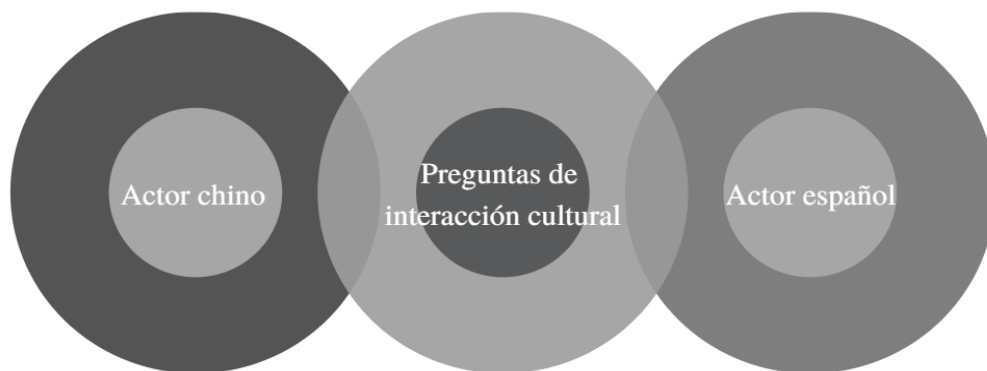 Actor chino
Preguntas de
interacción cultural
Actor español